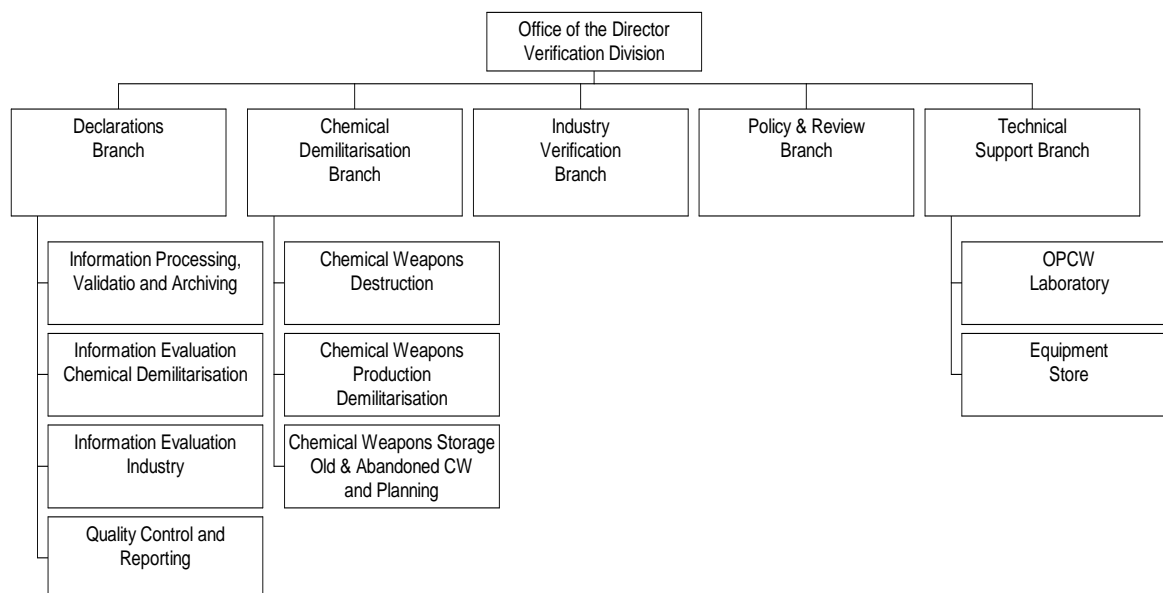 Office of the Director
Verification Division
Declarations
Branch
Chemical
Demilitarisation
Branch
Industry
Verification
Branch
Policy & Review
Branch
Technical
Support Branch
Information Processing,
Validatio and Archiving
Information Evaluation
Chemical Demilitarisation
Information Evaluation
Industry
Quality Control and
Reporting
Chemical Weapons
Destruction
Chemical Weapons
Production
Demilitarisation
Chemical Weapons Storage
Old & Abandoned CW
and Planning
OPCW
Laboratory
Equipment
Store